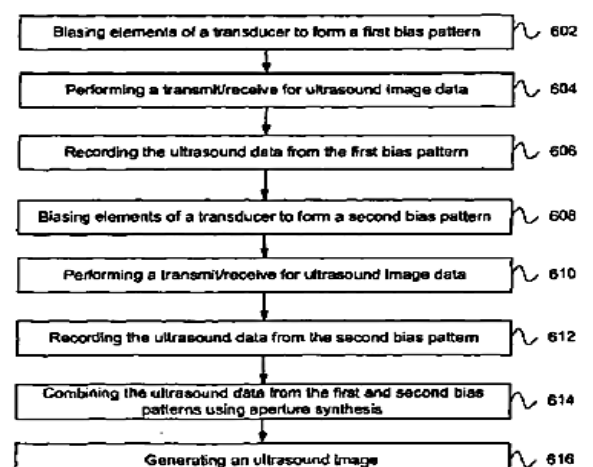 Biasing elements of a transducer to form a first bias pattern 602
Performing a transmit/receive for ultrasound image data 604
Recording the ultrasound data from the first bias pattern 606
Biasing elements of a transducer to form a second bias pattern 608
Performing a transmit/receive for ultrasound image data 610
Recording the ultrasound data from the second bias pattern 612
Combining the ultrasound data from the first and second bias
patterns using aperture synthesis 614
Generating an ultrasound image 616